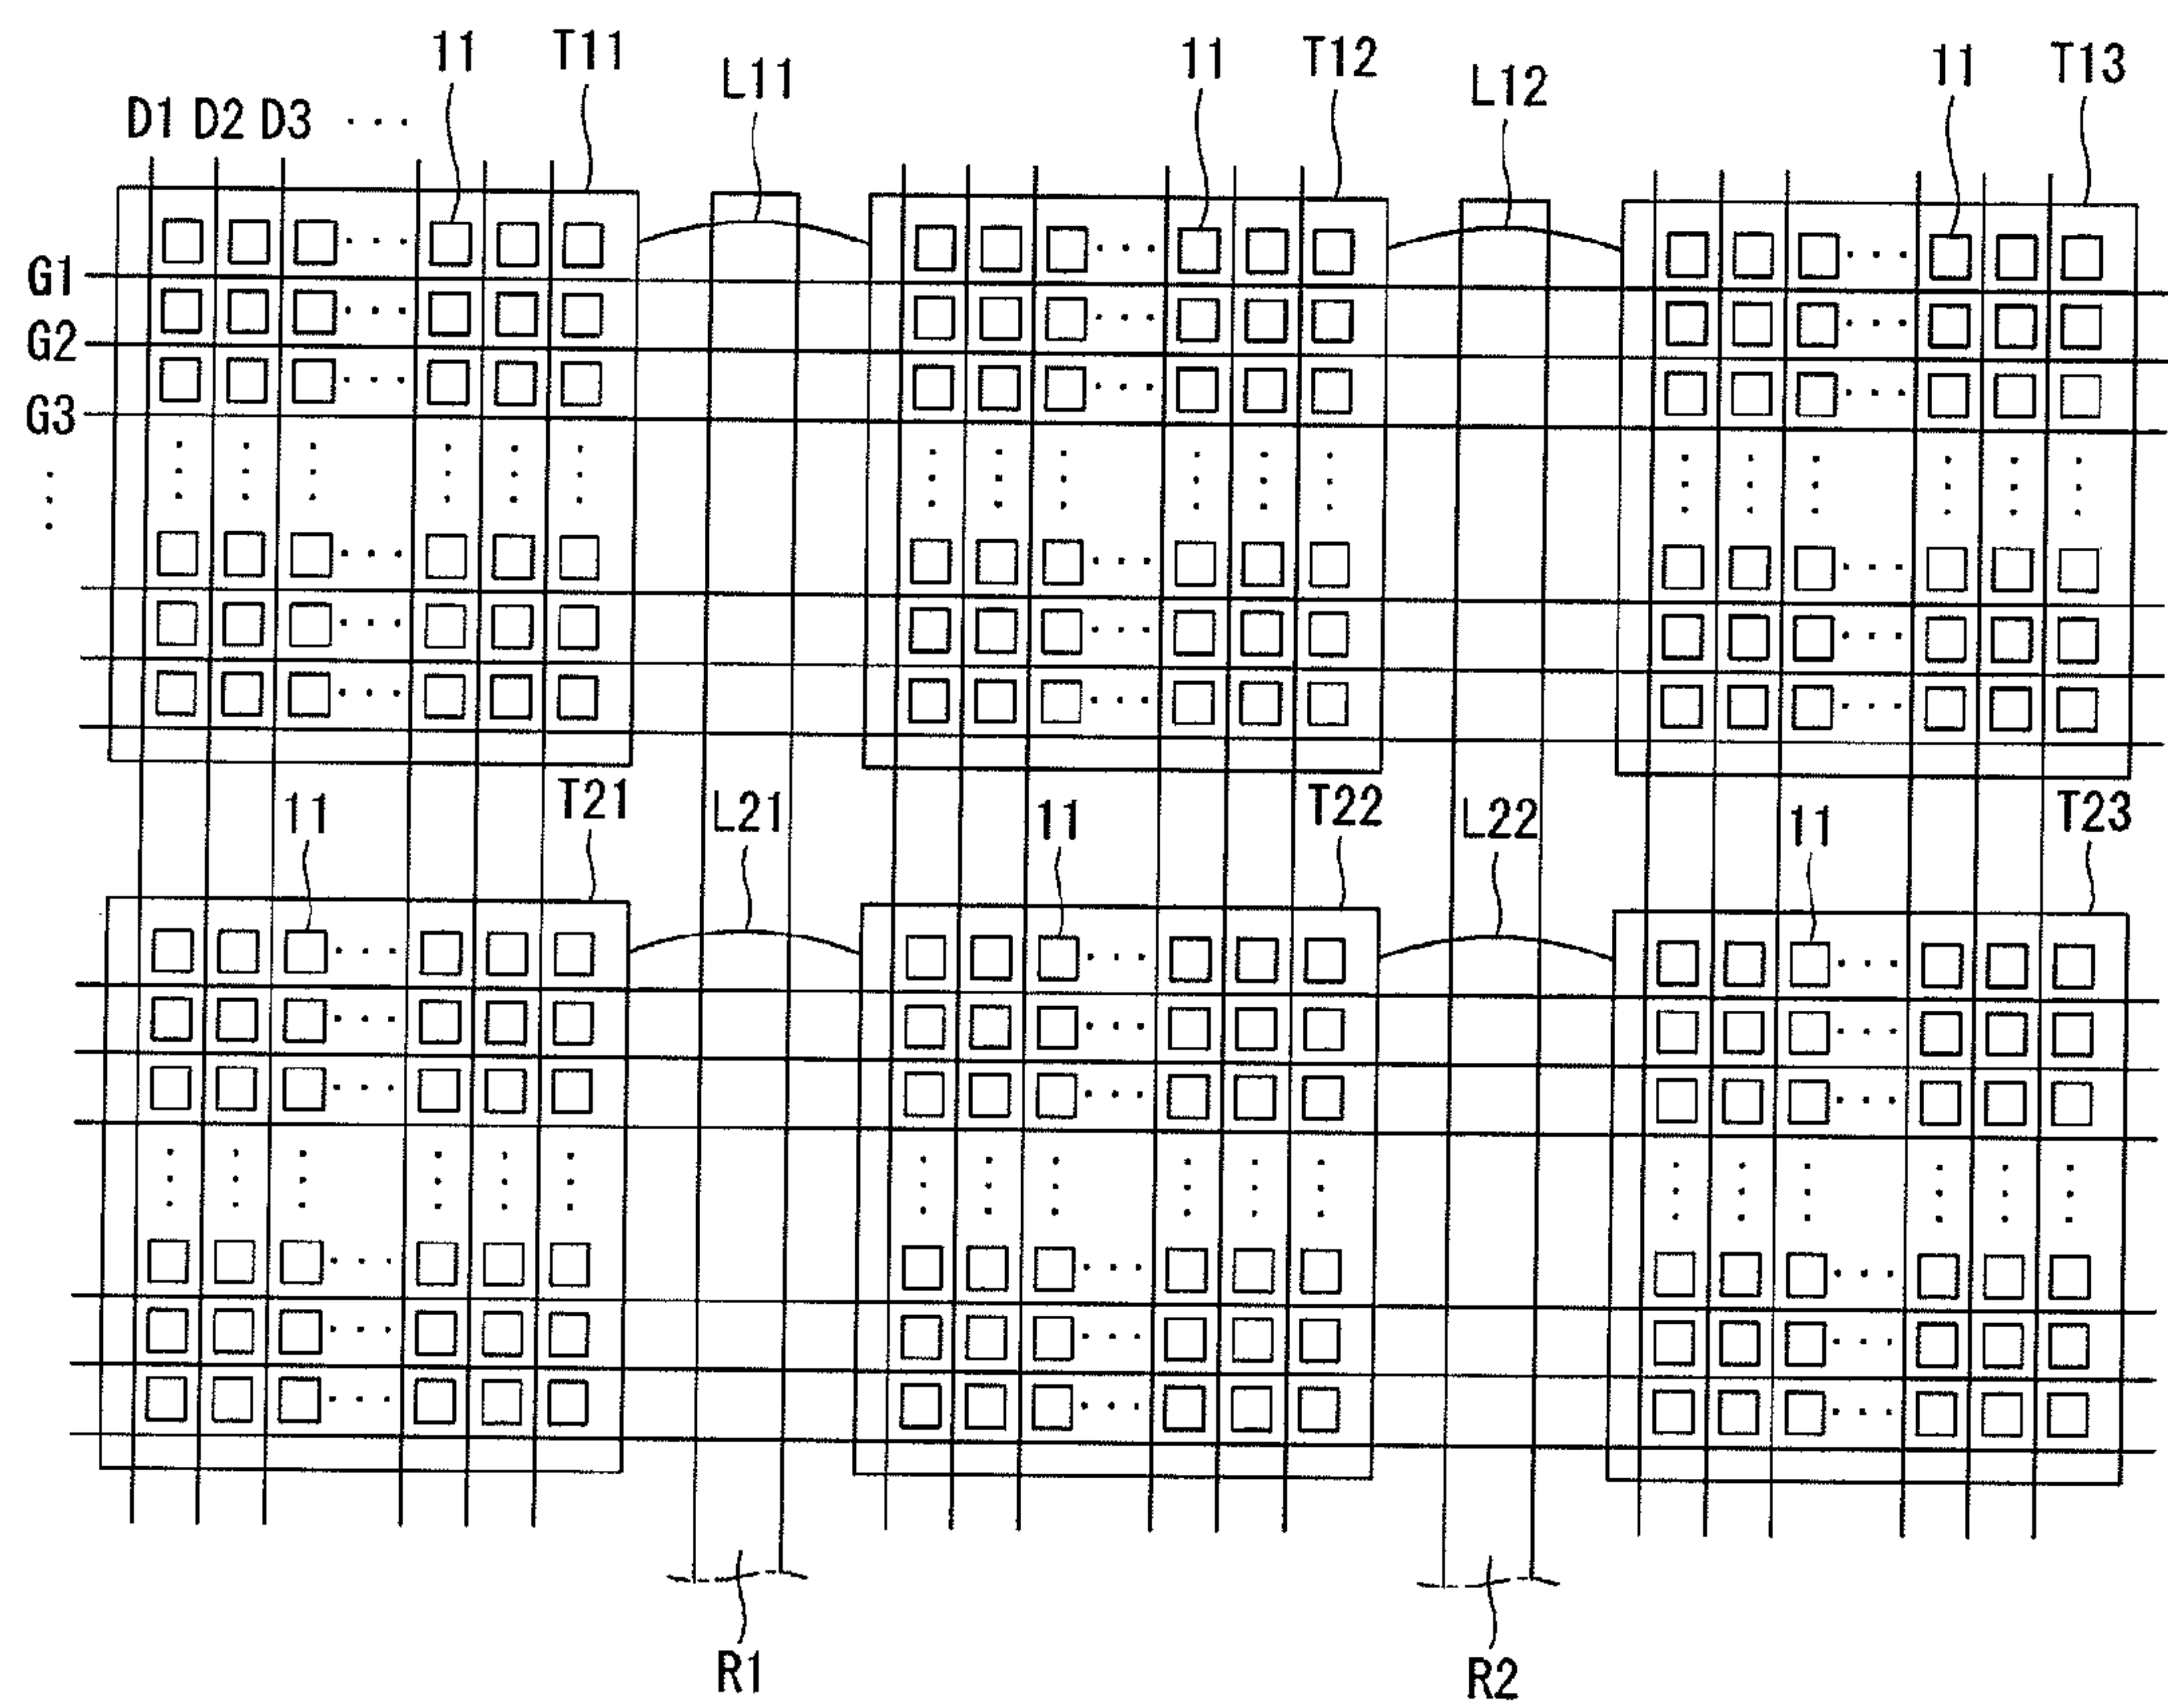 11 T11 L11 11 T12 L12 11 T13
D1 D2 D3 ...
G1
G2
G3
11 T21 L21 11 T22 L22 11 T23
R1 R2